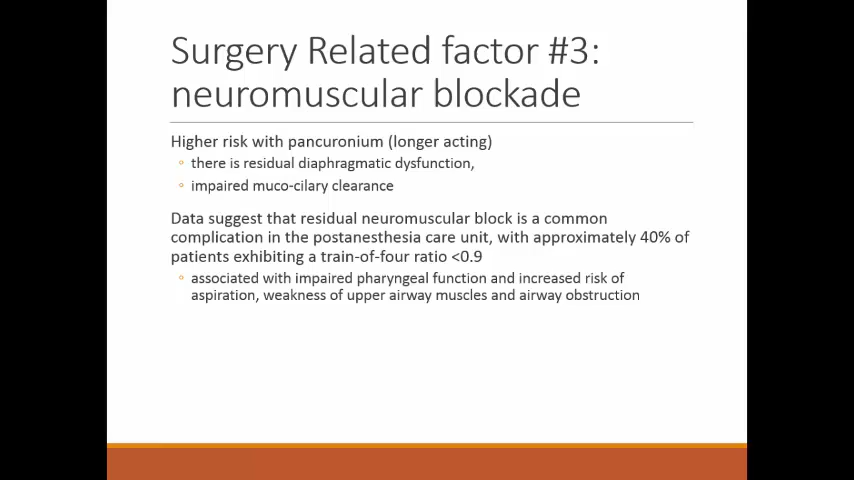 Surgery Related factor #3:
neuromuscular blockade
Higher risk with pancuronium (longer acting)
◦ there is residual diaphragmatic dysfunction,
◦ impaired muco-cilary clearance
Data suggest that residual neuromuscular block is a common
complication in the postanesthesia care unit, with approximately 40% of
patients exhibiting a train-of-four ratio <0.9
◦ associated with impaired pharyngeal function and increased risk of
aspiration, weakness of upper airway muscles and airway obstruction